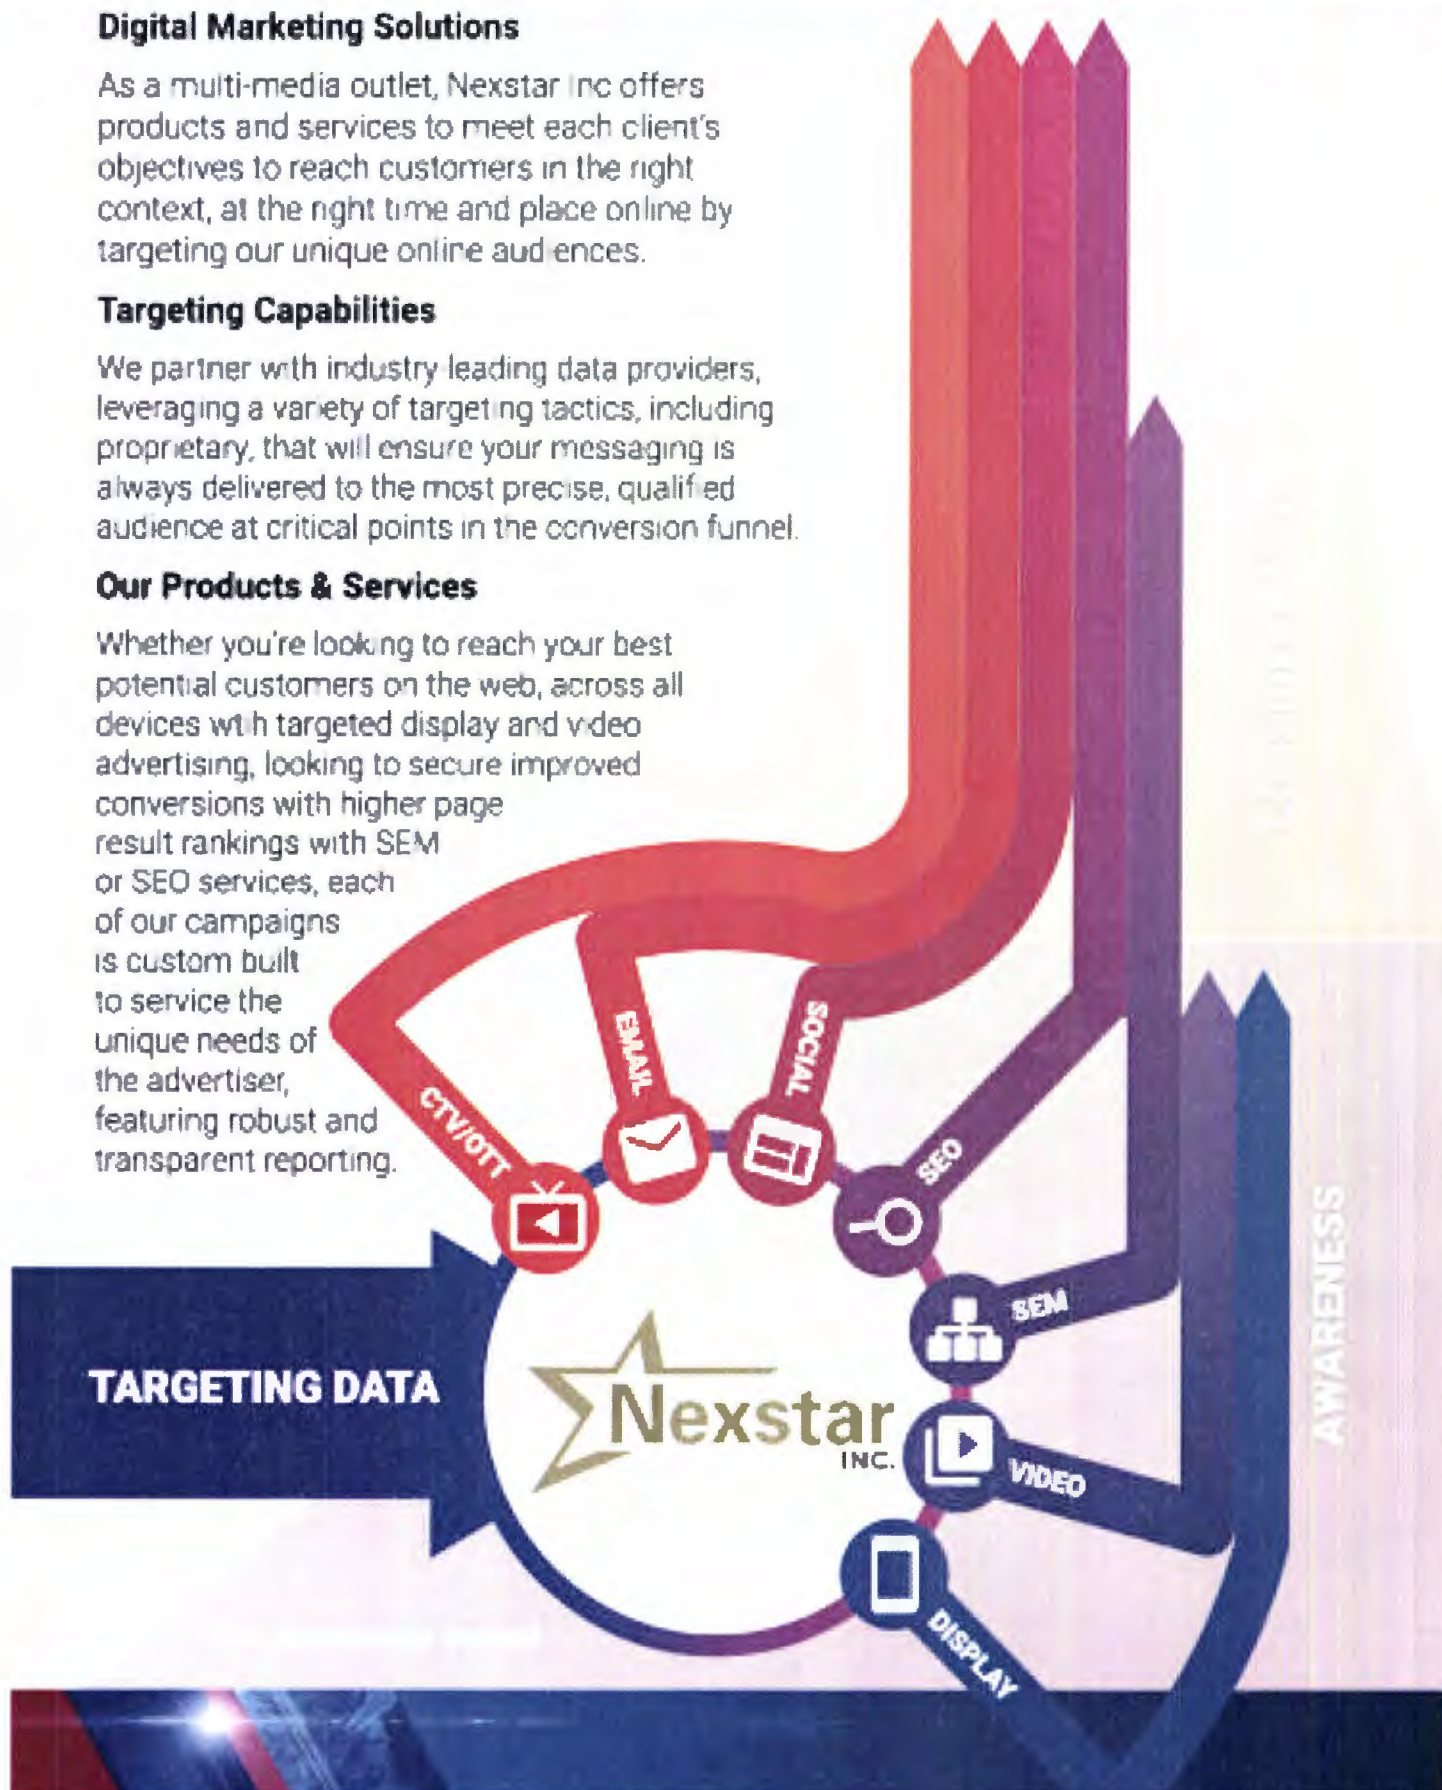 Digital Marketing Solutions
As a multi-media outlet, Nexstar Inc offers
products and services to meet each client's
objectives to reach customers in the right
context, at the right time and place online by
targeting our unique online audiences.
Targeting Capabilities
We partner with industry leading data providers,
leveraging a variety of targeting tactics, including
proprietary, that will ensure your messaging is
always delivered to the most precise, qualified
audience at critical points in the conversion funnel.
Our Products & Services
Whether you're looking to reach your best
potential customers on the web, across all
devices with targeted display and video
advertising, looking to secure improved
conversions with higher page
result rankings with SEM
or SEO services, each
of our campaigns
is custom built
to service the
unique needs of
the advertiser,
featuring robust and
transparent reporting.
CTV/OTT
EMAIL
SOCIAL
SEO
SEM
VIDEO
DISPLAY
TARGETING DATA
Nexstar
INC.
AWARENESS